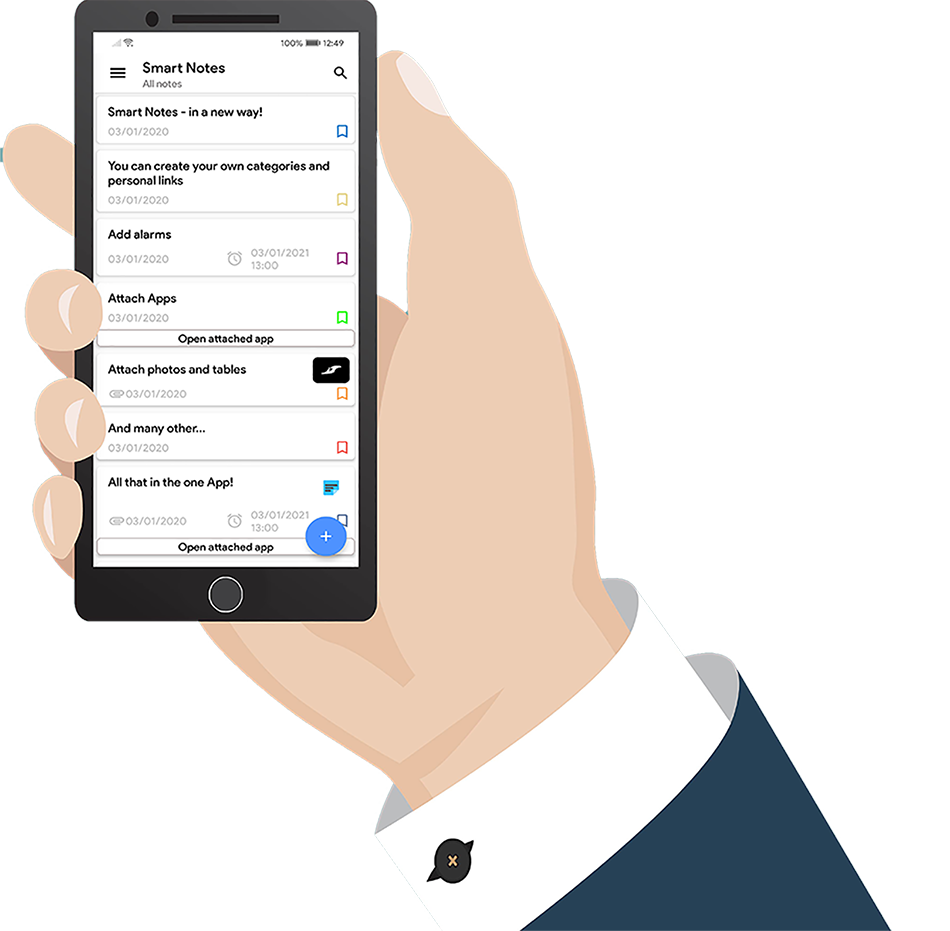 100% 12:49
Smart Notes
All notes
Smart Notes - in a new way!
03/01/2020
You can create your own categories and
personal links
03/01/2020
Add alarms
03/01/2020
03/01/2021
13:00
Attach Apps
03/01/2020
Open attached app
Attach photos and tables
03/01/2020
And many other...
03/01/2020
All that in the one App!
03/01/2020
03/01/2021
13:00
+
Open attached app